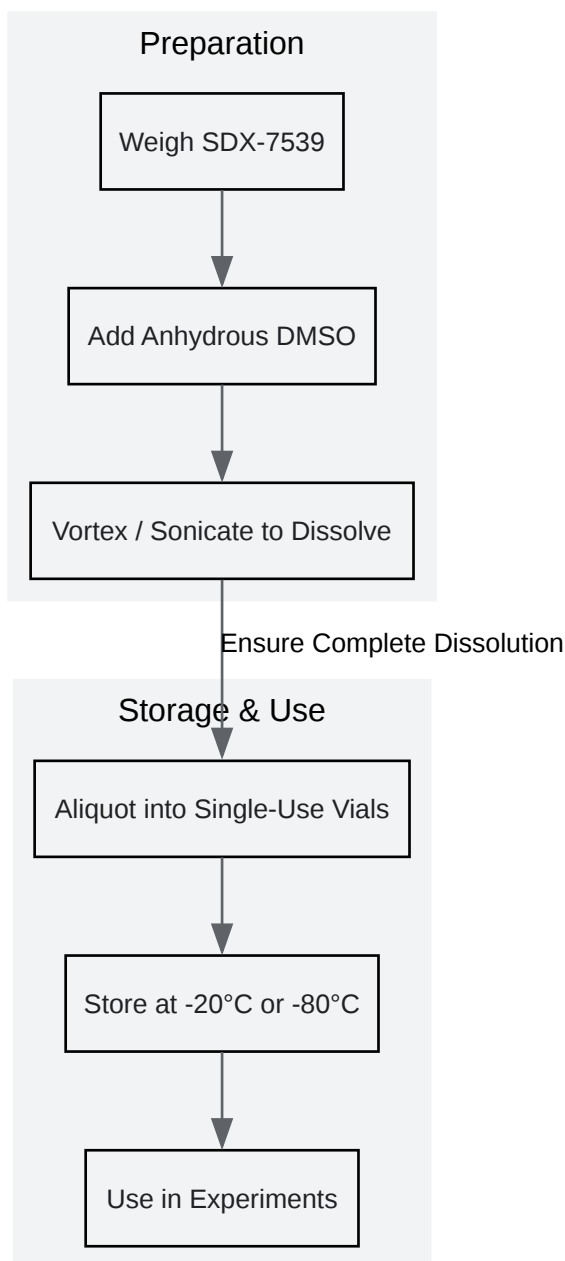 Preparation
Weigh SDX-7539
Add Anhydrous DMSO
Vortex / Sonicate to Dissolve
Ensure Complete Dissolution
Storage & Use
Aliquot into Single-Use Vials
Store at -20°C or -80°C
Use in Experiments